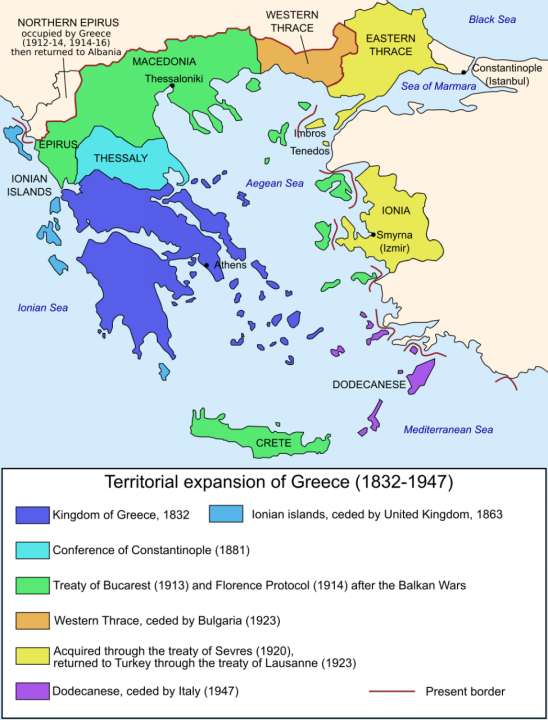 NORTHERN EPIRUS
occupied by Greece
(1912-14, 1914-16)
then returned to Albania
WESTERN
THRACE
Black Sea
EASTERN
THRACE
MACEDONIA
Thessaloniki
Constantinople
(Istanbul)
Sea of Marmara
Imbros
Tenedos
EPIRUS
THESSALY
IONIAN
ISLANDS
Aegean Sea
IONIA
Smyrna
(Izmir)
Athens
Ionian Sea
DODECANESE
Mediterranean Sea
CRETE
Territorial expansion of Greece (1832-1947)
Kingdom of Greece, 1832
Ionian islands, ceded by United Kingdom, 1863
Conference of Constantinople (1881)
Treaty of Bucarest (1913) and Florence Protocol (1914) after the Balkan Wars
Western Thrace, ceded by Bulgaria (1923)
Acquired through the treaty of Sevres (1920),
returned to Turkey through the treaty of Lausanne (1923)
Dodecanese, ceded by Italy (1947)
Present border